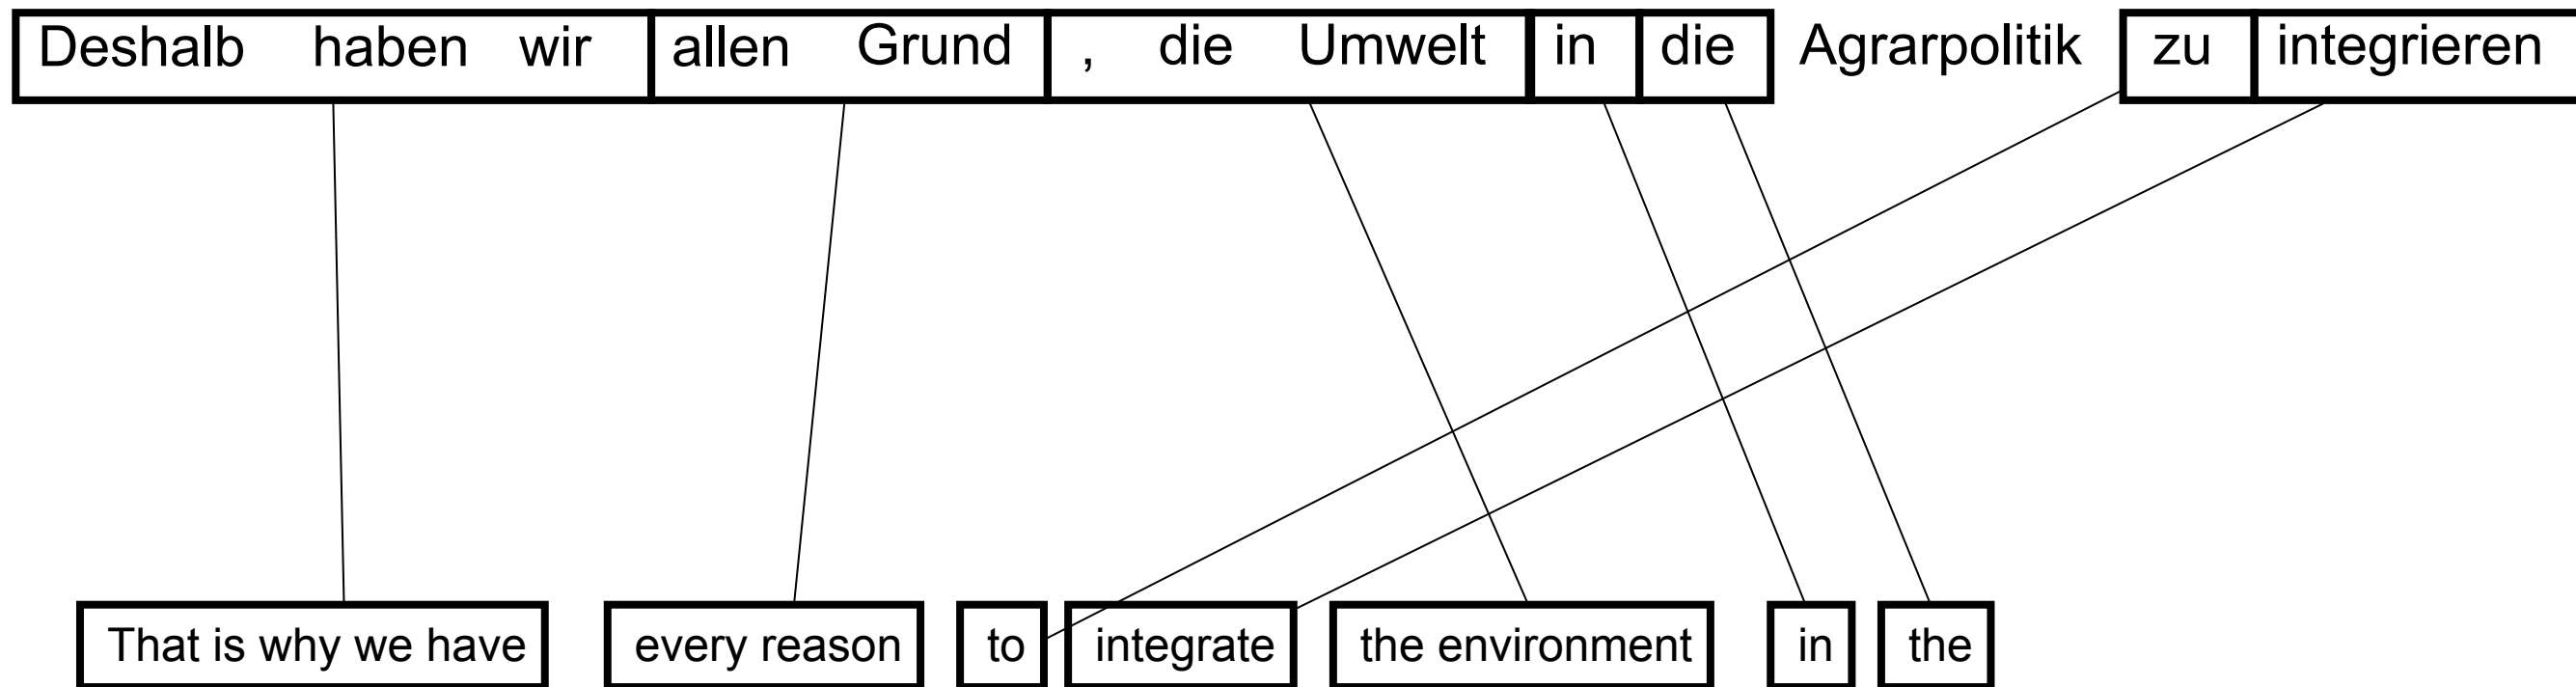 Deshalb haben wir allen Grund , die Umwelt in die Agrarpolitik zu integrieren
That is why we have every reason to integrate the environment in the